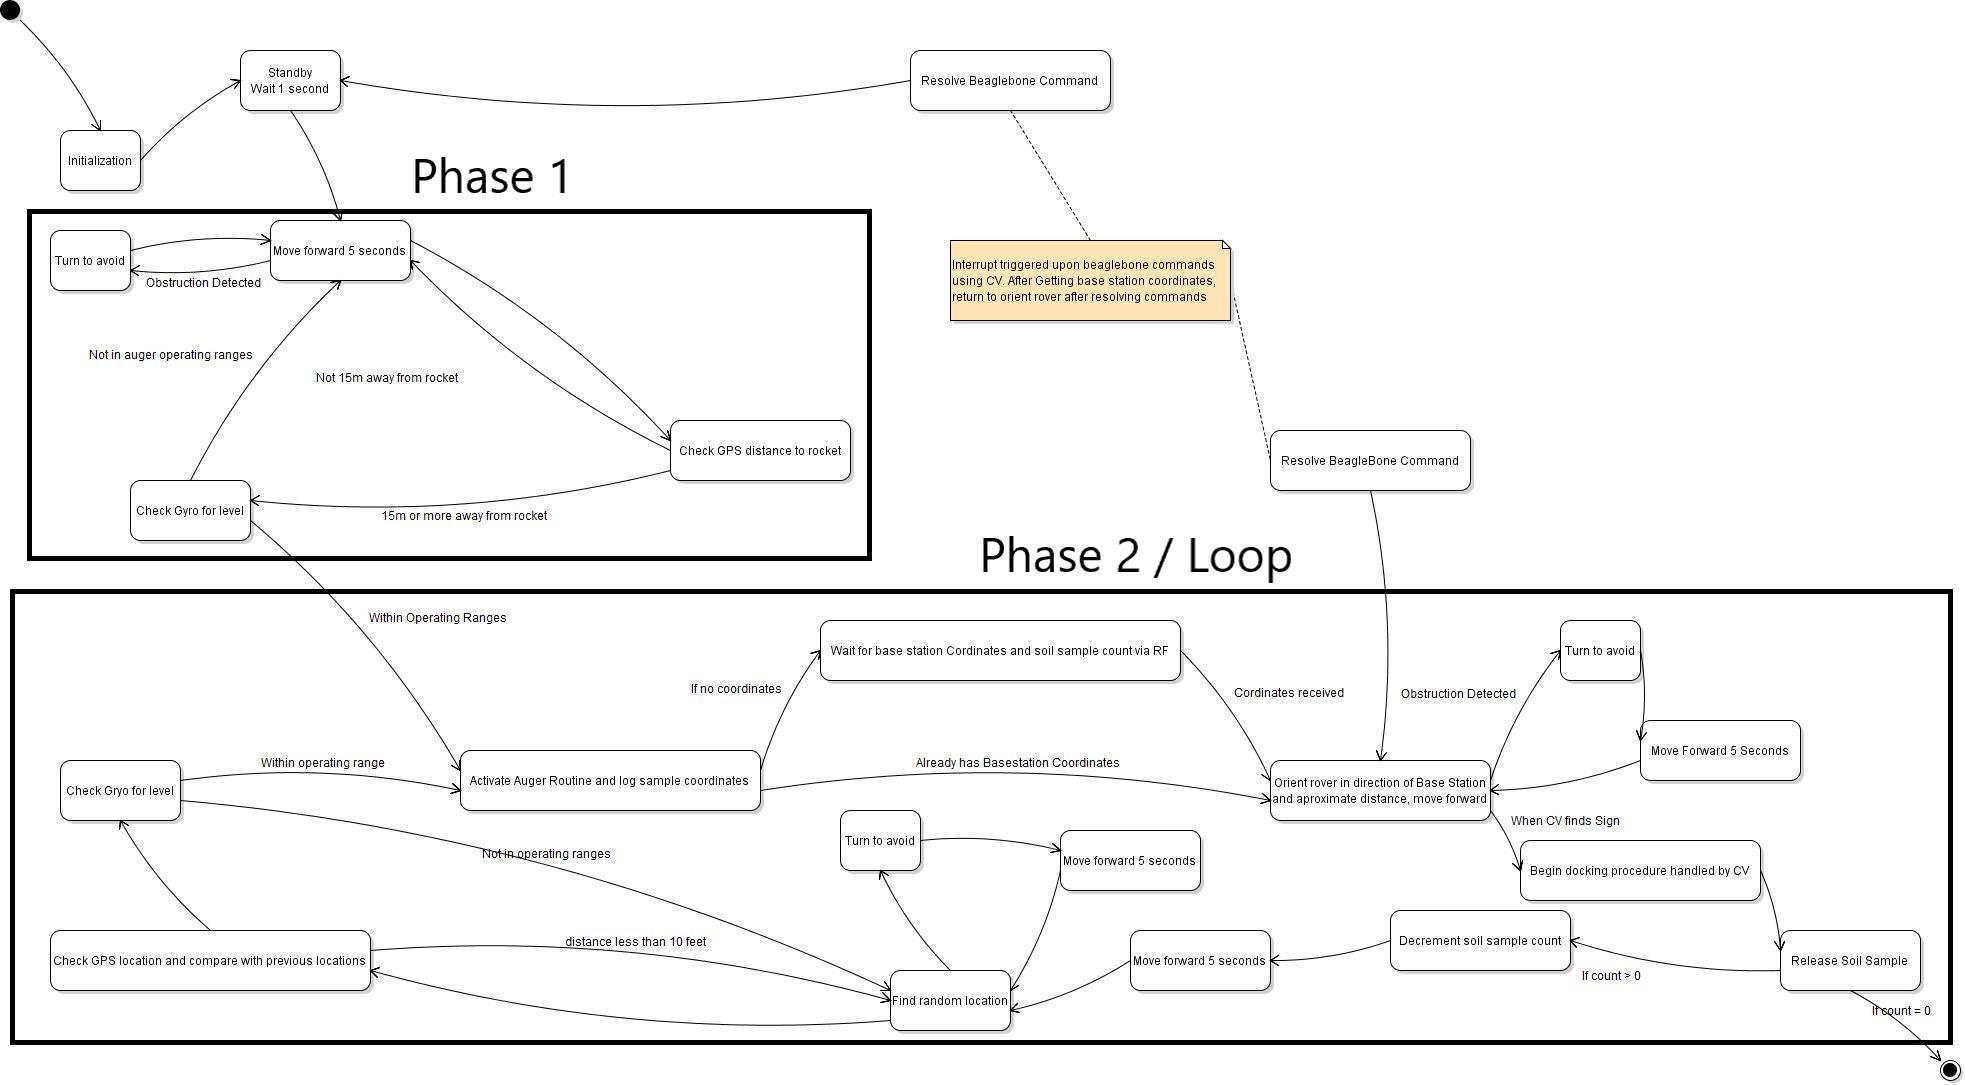 Standby
Wait 1 second
Resolve Beaglebone Command
Initialization
Phase 1
Turn to avoid
Move forward 5 seconds
Obstruction Detected
Interrupt triggered upon beaglebone commands
using CV. After Getting base station coordinates,
return to orient rover after resolving commands
Not in auger operating ranges
Not 15m away from rocket
Check GPS distance to rocket
Resolve BeagleBone Command
Check Gyro for level
15m or more away from rocket
Phase 2 / Loop
Within Operating Ranges
Wait for base station Cordinates and soil sample count via RF
Turn to avoid
If no coordinates
Cordinates received
Obstruction Detected
Move Forward 5 Seconds
Within operating range
Already has Basestation Coordinates
Check Gryo for level
Activate Auger Routine and log sample coordinates
Orient rover in direction of Base Station
and aproximate distance, move forward
When CV finds Sign
Turn to avoid
Not in operating ranges
Move forward 5 seconds
Begin docking procedure handled by CV
distance less than 10 feet
Decrement soil sample count
Check GPS location and compare with previous locations
Move forward 5 seconds
Release Soil Sample
If count > 0
Find random location
If count = 0